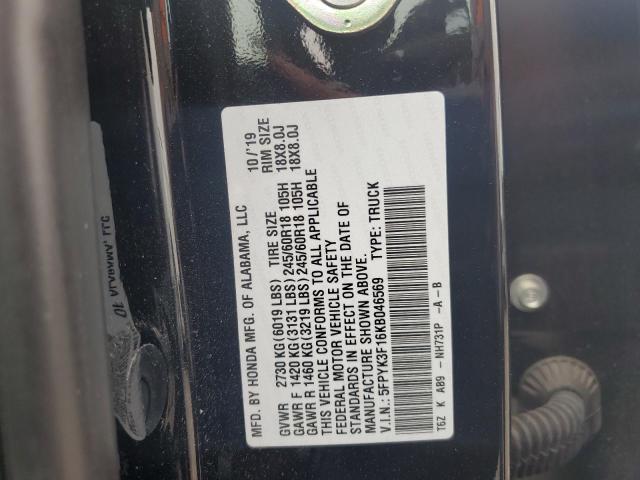 MFD. BY HONDA MFG. OF ALABAMA, LLC 10/'19
GVWR 2730 KG(6019 LBS) TIRE SIZE RIM SIZE
GAWR F 1420 KG(3131 LBS)245/60R18 105H 18X8.0J
GAWR R 1460 KG(3219 LBS)245/60R18 105H 18X8.0J
THIS VEHICLE CONFORMS TO ALL APPLICABLE
FEDERAL MOTOR VEHICLE SAFETY
STANDARDS IN EFFECT ON THE DATE OF
MANUFACTURE SHOWN ABOVE.
V.I.N.: 5FPYK3F16KB046569 TYPE: TRUCK
T6Z K A89 -NH731P -A-B